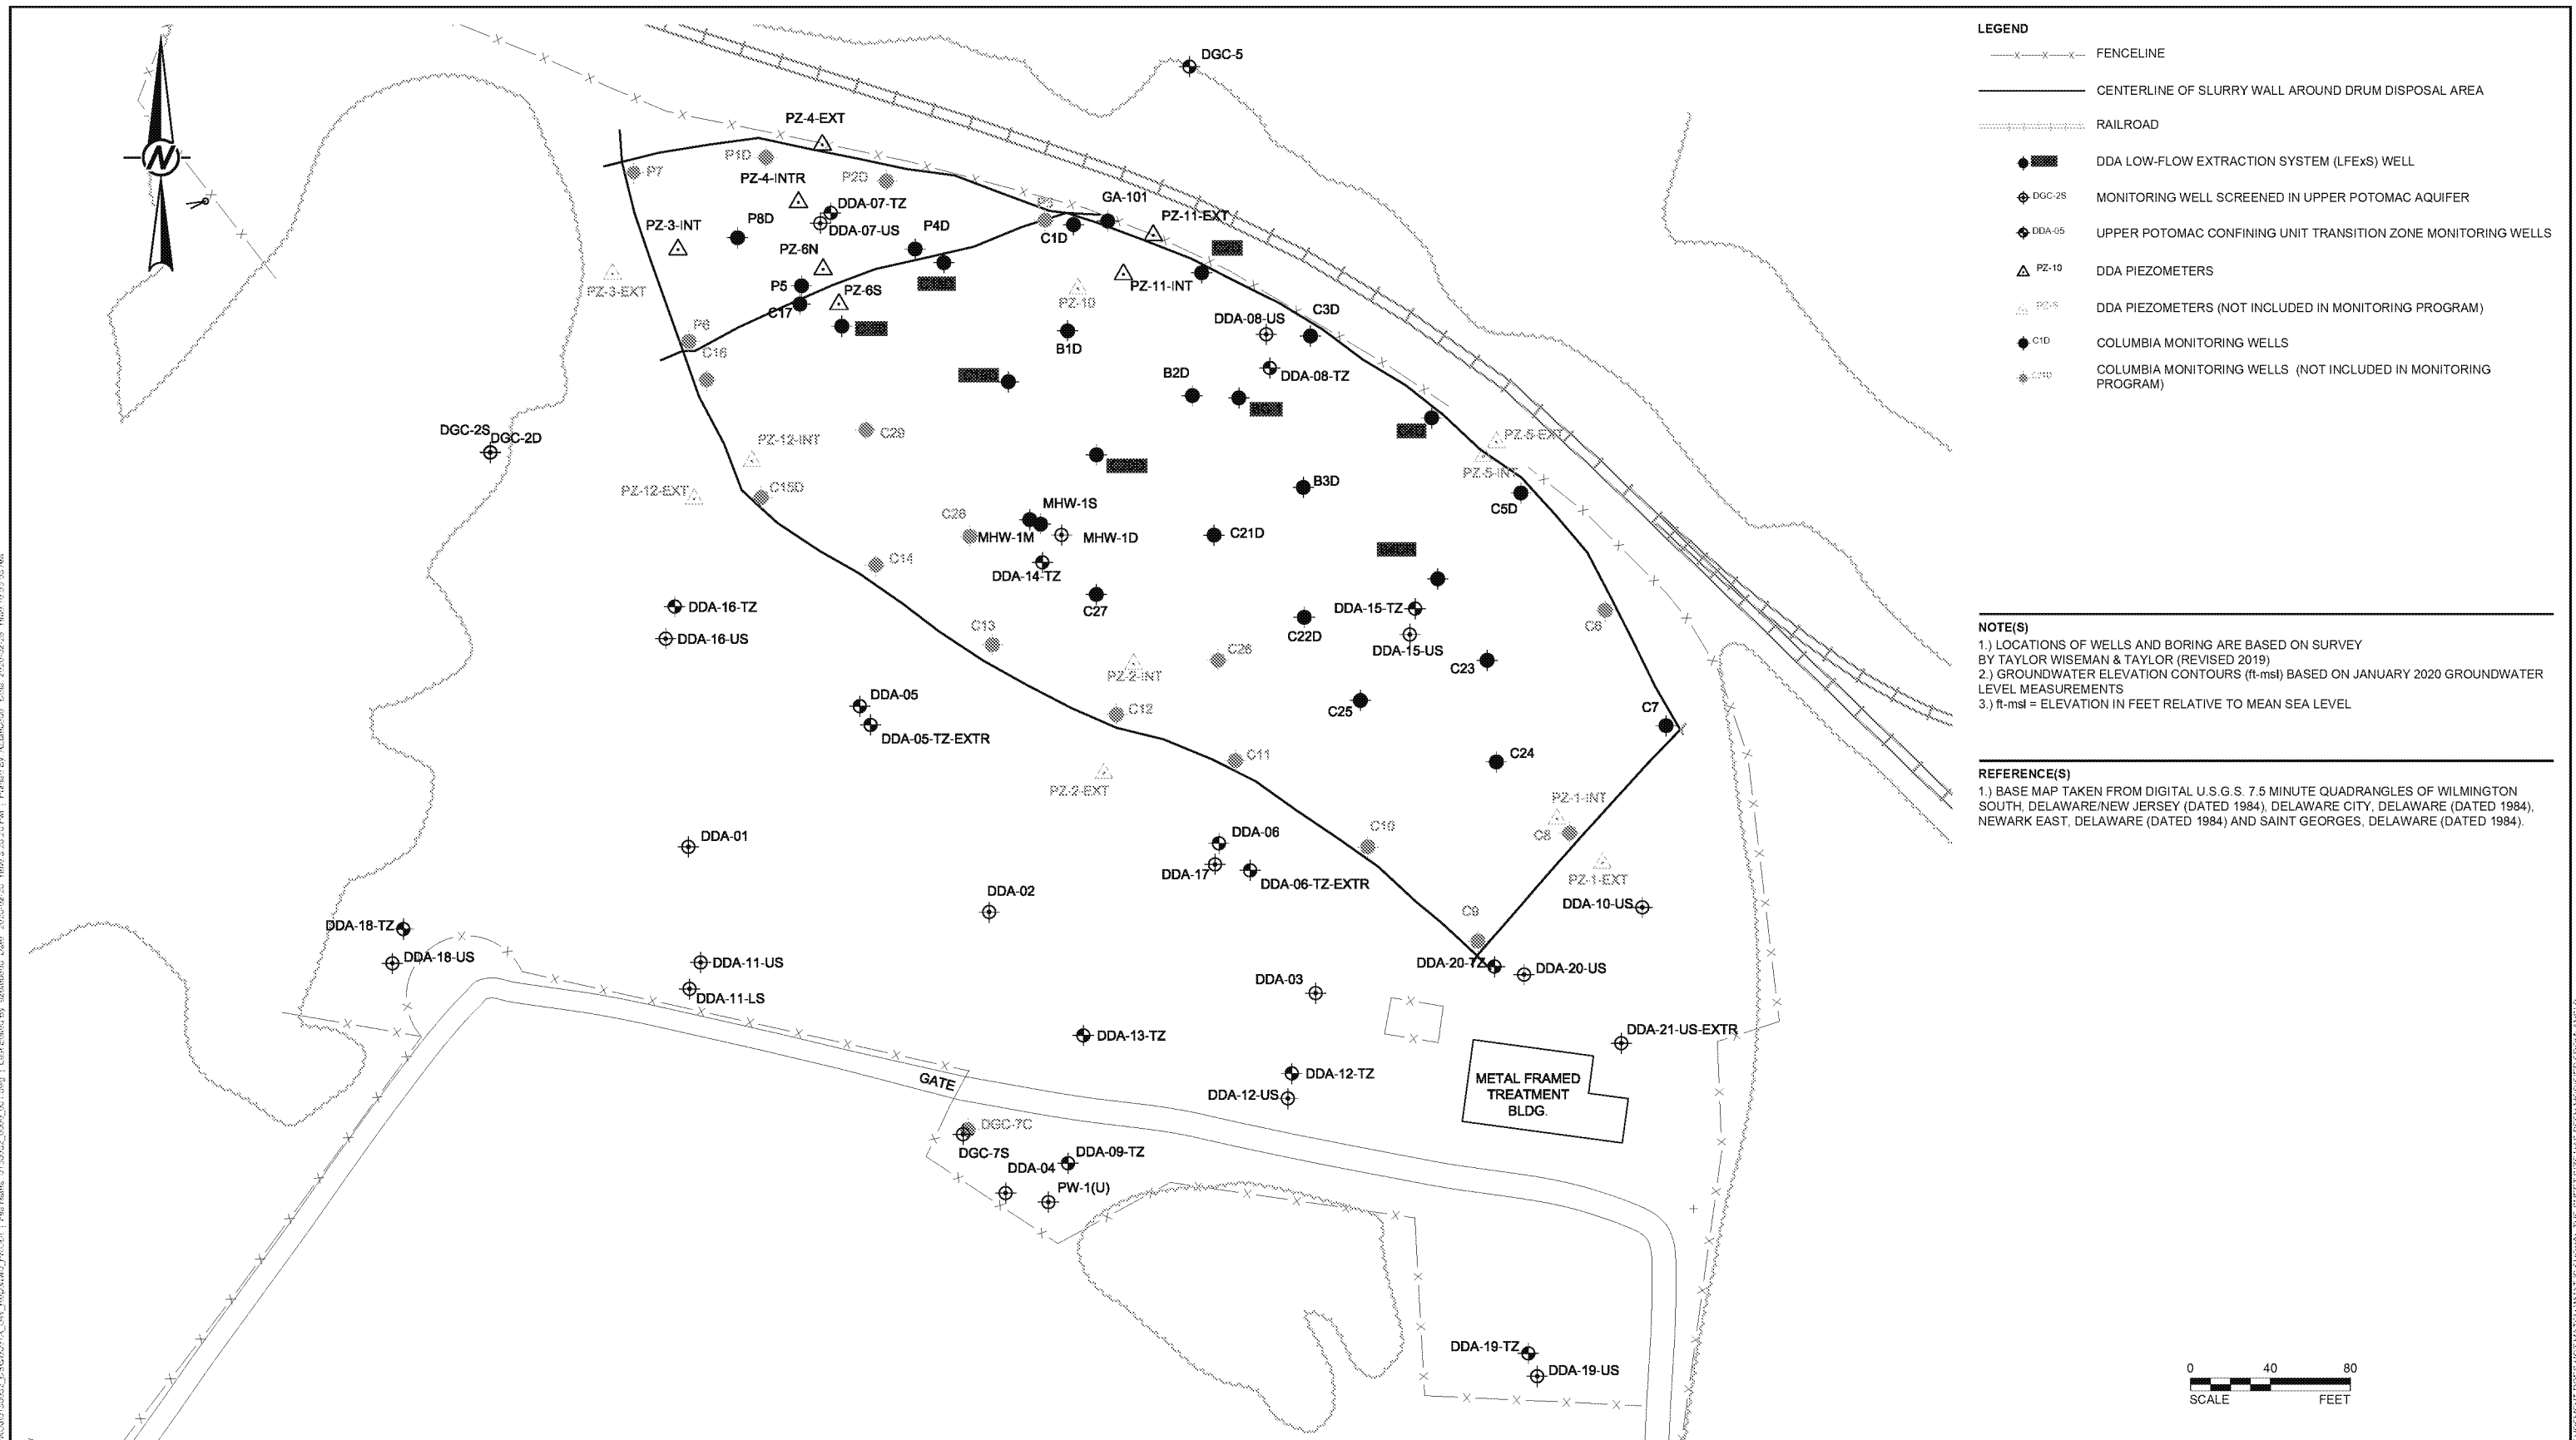 LEGEND
FENCELINE
CENTERLINE OF SLURRY WALL AROUND DRUM DISPOSAL AREA
RAILROAD
DDA LOW-FLOW EXTRACTION SYSTEM (LFExS) WELL
DGC-2S MONITORING WELL SCREENED IN UPPER POTOMAC AQUIFER
DDA-05 UPPER POTOMAC CONFINING UNIT TRANSITION ZONE MONITORING WELLS
PZ-10 DDA PIEZOMETERS
DDA PIEZOMETERS (NOT INCLUDED IN MONITORING PROGRAM)
C1D COLUMBIA MONITORING WELLS
COLUMBIA MONITORING WELLS (NOT INCLUDED IN MONITORING
PROGRAM)
NOTE(S)
1.) LOCATIONS OF WELLS AND BORING ARE BASED ON SURVEY
BY TAYLOR WISEMAN & TAYLOR (REVISED 2019)
2.) GROUNDWATER ELEVATION CONTOURS (ft-msl) BASED ON JANUARY 2020 GROUNDWATER
LEVEL MEASUREMENTS
3.) ft-msl = ELEVATION IN FEET RELATIVE TO MEAN SEA LEVEL
REFERENCE(S)
1.) BASE MAP TAKEN FROM DIGITAL U.S.G.S. 7.5 MINUTE QUADRANGLES OF WILMINGTON
SOUTH, DELAWARE/NEW JERSEY (DATED 1984), DELAWARE CITY, DELAWARE (DATED 1984),
NEWARK EAST, DELAWARE (DATED 1984) AND SAINT GEORGES, DELAWARE (DATED 1984).
0 40 80
SCALE FEET
N
DGC-5
PZ-4-EXT
P1D
P7
PZ-4-INTR
P2D
DDA-07-TZ
GA-101
PZ-11-EXT
PZ-3-INT
P8D
DDA-07-US
P4D
C1D
PZ-6N
PZ-3-EXT
P5
PZ-6S
PZ-10
PZ-11-INT
C17
DDA-08-US
C3D
P6
C16
B1D
B2D
DDA-08-TZ
DGC-2S
DGC-2D
C29
PZ-12-INT
PZ-5-EXT
PZ-5-INT
PZ-12-EXT
C15D
B3D
C5D
MHW-1S
C28
MHW-1M
MHW-1D
C21D
C14
DDA-14-TZ
DDA-16-TZ
C27
DDA-15-TZ
C22D
C6
DDA-16-US
C13
DDA-15-US
C26
C23
PZ-2-INT
DDA-05
C12
C25
C7
DDA-05-TZ-EXTR
C11
C24
PZ-2-EXT
PZ-1-INT
DDA-01
DDA-06
C10
C8
DDA-17
DDA-06-TZ-EXTR
PZ-1-EXT
DDA-02
C9
DDA-10-US
DDA-18-TZ
DDA-18-US
DDA-11-US
DDA-20-TZ
DDA-20-US
DDA-11-LS
DDA-03
DDA-13-TZ
DDA-21-US-EXTR
GATE
DDA-12-TZ
DDA-12-US
METAL FRAMED
TREATMENT
BLDG.
DGC-7C
DGC-7S
DDA-09-TZ
DDA-04
PW-1(U)
DDA-19-TZ
DDA-19-US